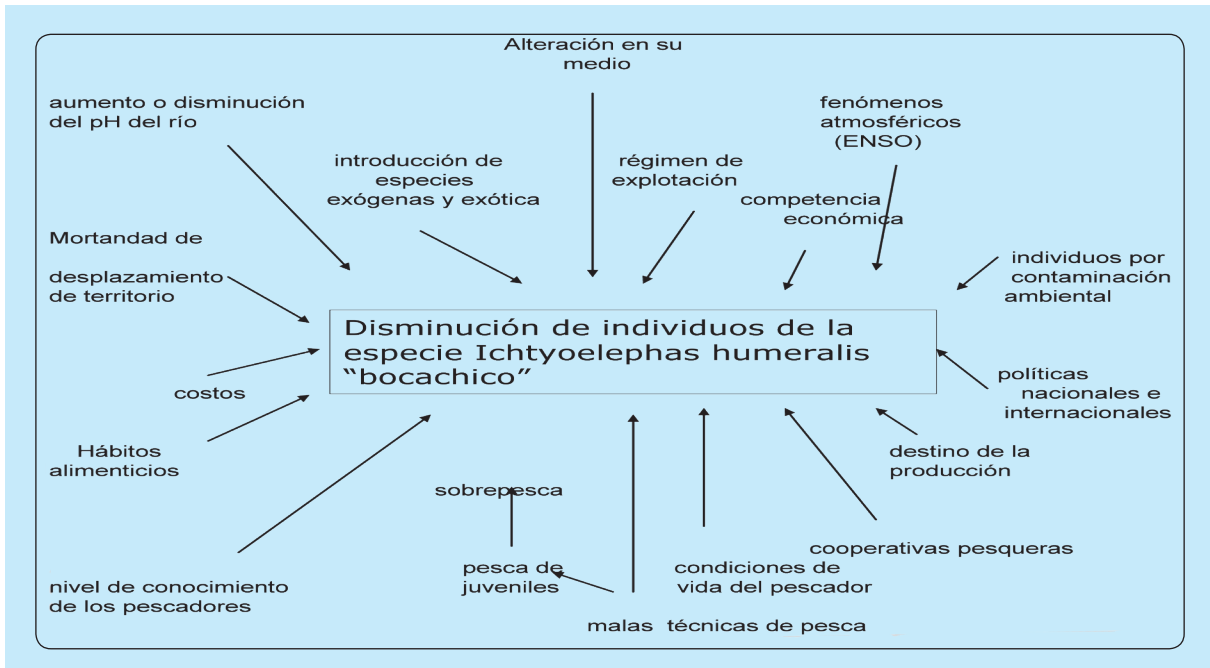 Alteración en su
medio
aumento o disminución
del pH del río
fenómenos
atmosféricos
(ENSO)
introducción de
especies
exógenas y exótica
régimen de
explotación
competencia
económica
Mortandad de
desplazamiento
de territorio
individuos por
contaminación
ambiental
Disminución de individuos de la
especie Ichtyoelephas humeralis
“bocachico”
costos
políticas
nacionales e
internacionales
Hábitos
alimenticios
destino de la
producción
sobrepesca
cooperativas pesqueras
nivel de conocimiento
de los pescadores
pesca de
juveniles
condiciones de
vida del pescador
malas técnicas de pesca